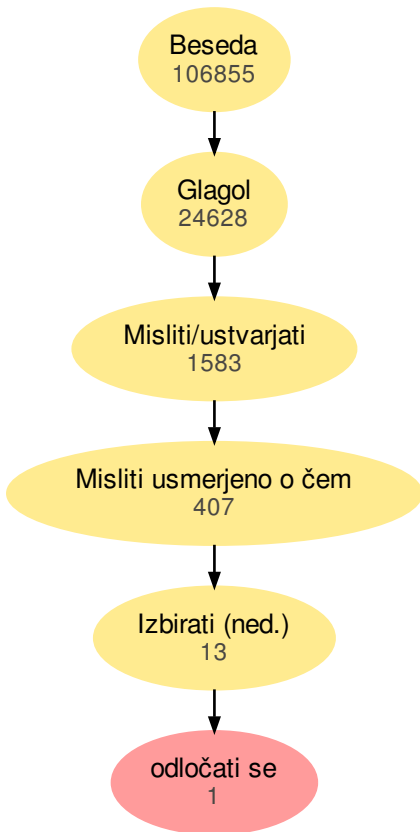 Beseda
106855
Glagol
24628
Misliti/ustvarjati
1583
Misliti usmerjeno o čem
407
Izbirati (ned.)
13
odločati se
1